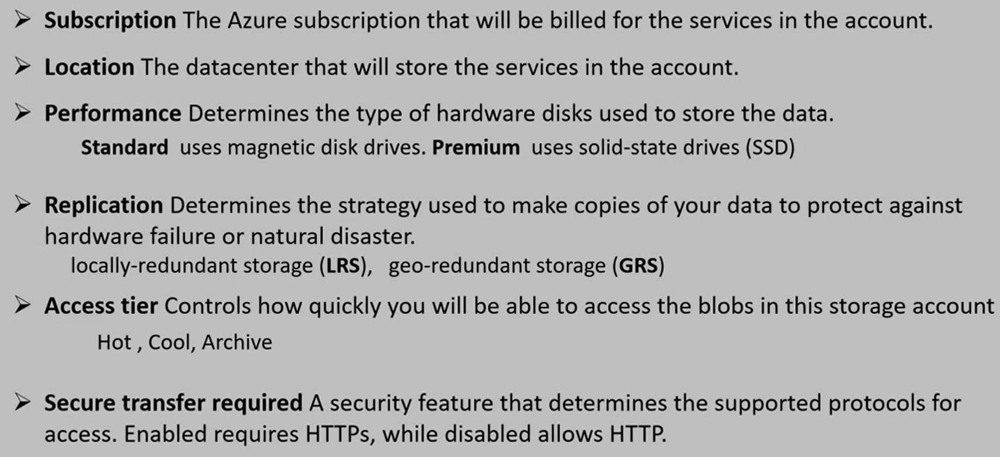 Subscription The Azure subscription that will be billed for the services in the account.
Location The datacenter that will store the services in the account.
Performance Determines the type of hardware disks used to store the data.
Standard uses magnetic disk drives. Premium uses solid-state drives (SSD)
Replication Determines the strategy used to make copies of your data to protect against
hardware failure or natural disaster.
locally-redundant storage (LRS), geo-redundant storage (GRS)
Access tier Controls how quickly you will be able to access the blobs in this storage account
Hot , Cool, Archive
Secure transfer required A security feature that determines the supported protocols for
access. Enabled requires HTTPs, while disabled allows HTTP.